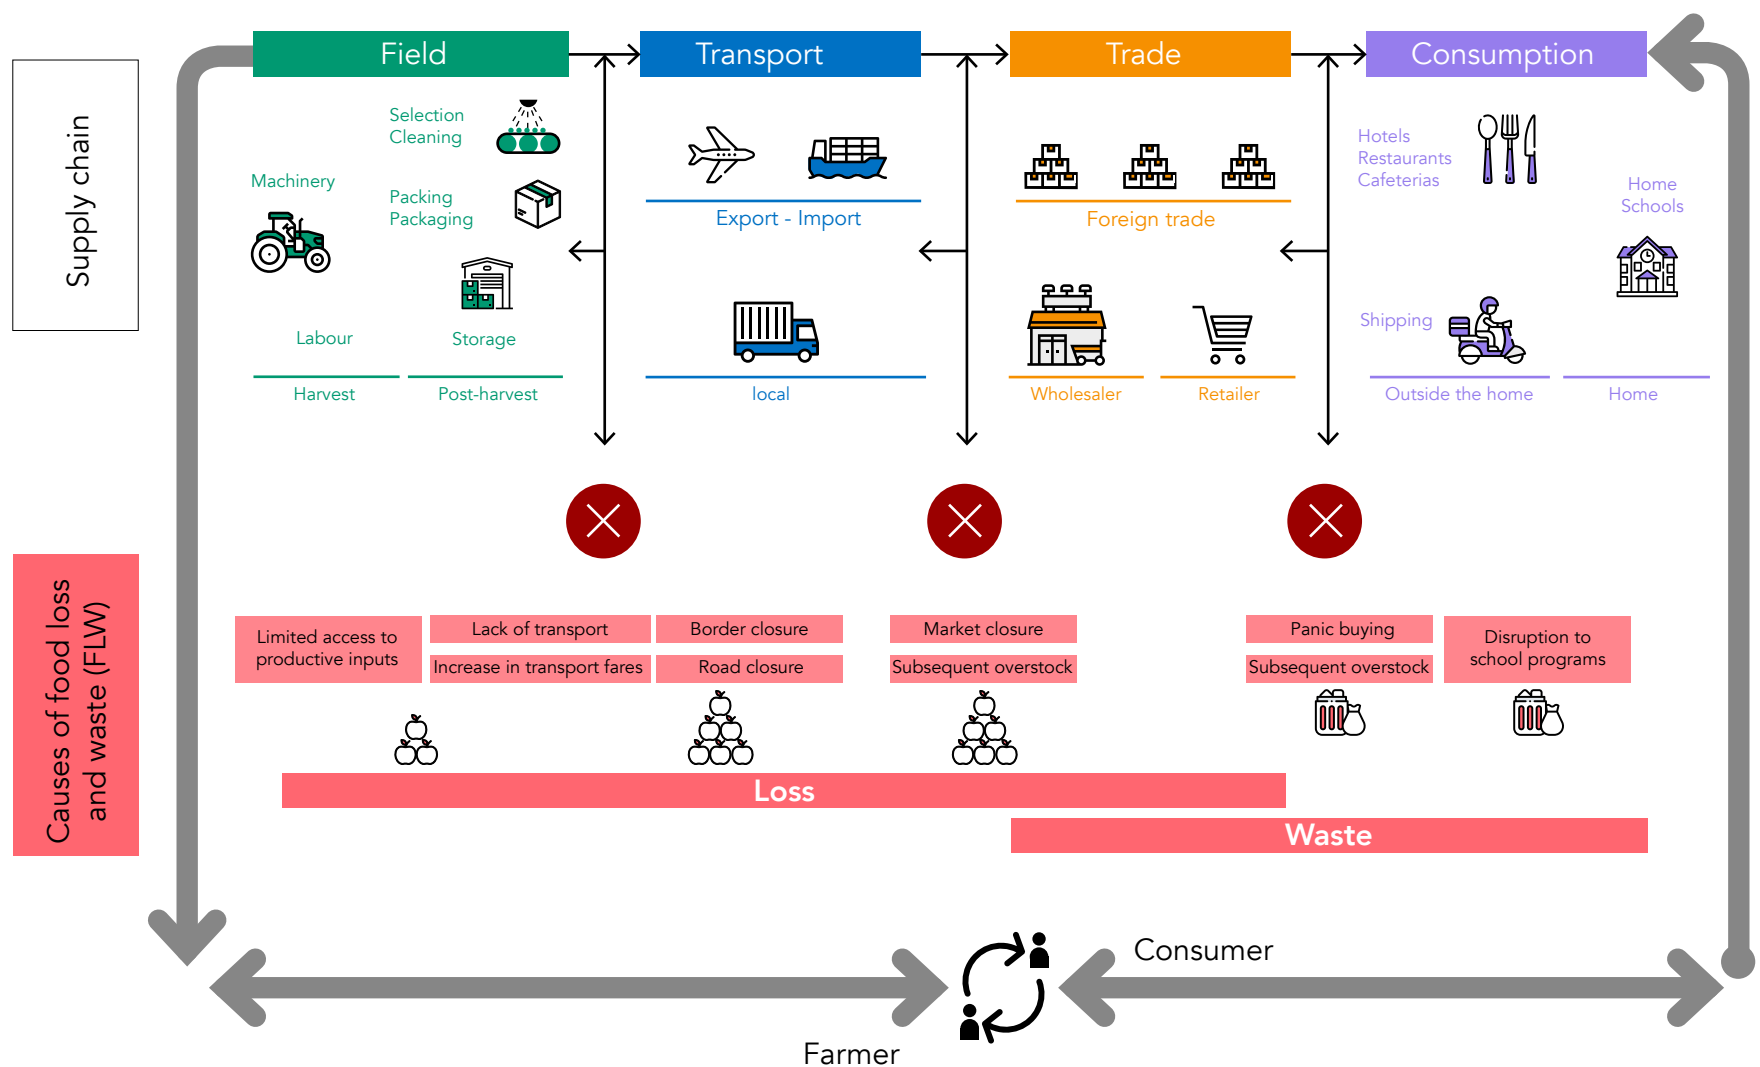 Supply chain
Field
Transport
Trade
Consumption
Selection
Cleaning
Machinery
Packing
Packaging
Labour
Storage
Harvest
Post-harvest
Export - Import
local
Foreign trade
Wholesaler
Retailer
Hotels
Restaurants
Cafeterias
Home
Schools
Shipping
Outside the home
Home
Causes of food loss
and waste (FLW)
Limited access to
productive inputs
Lack of transport
Increase in transport fares
Border closure
Road closure
Market closure
Subsequent overstock
Panic buying
Subsequent overstock
Disruption to
school programs
Loss
Waste
Consumer
Farmer